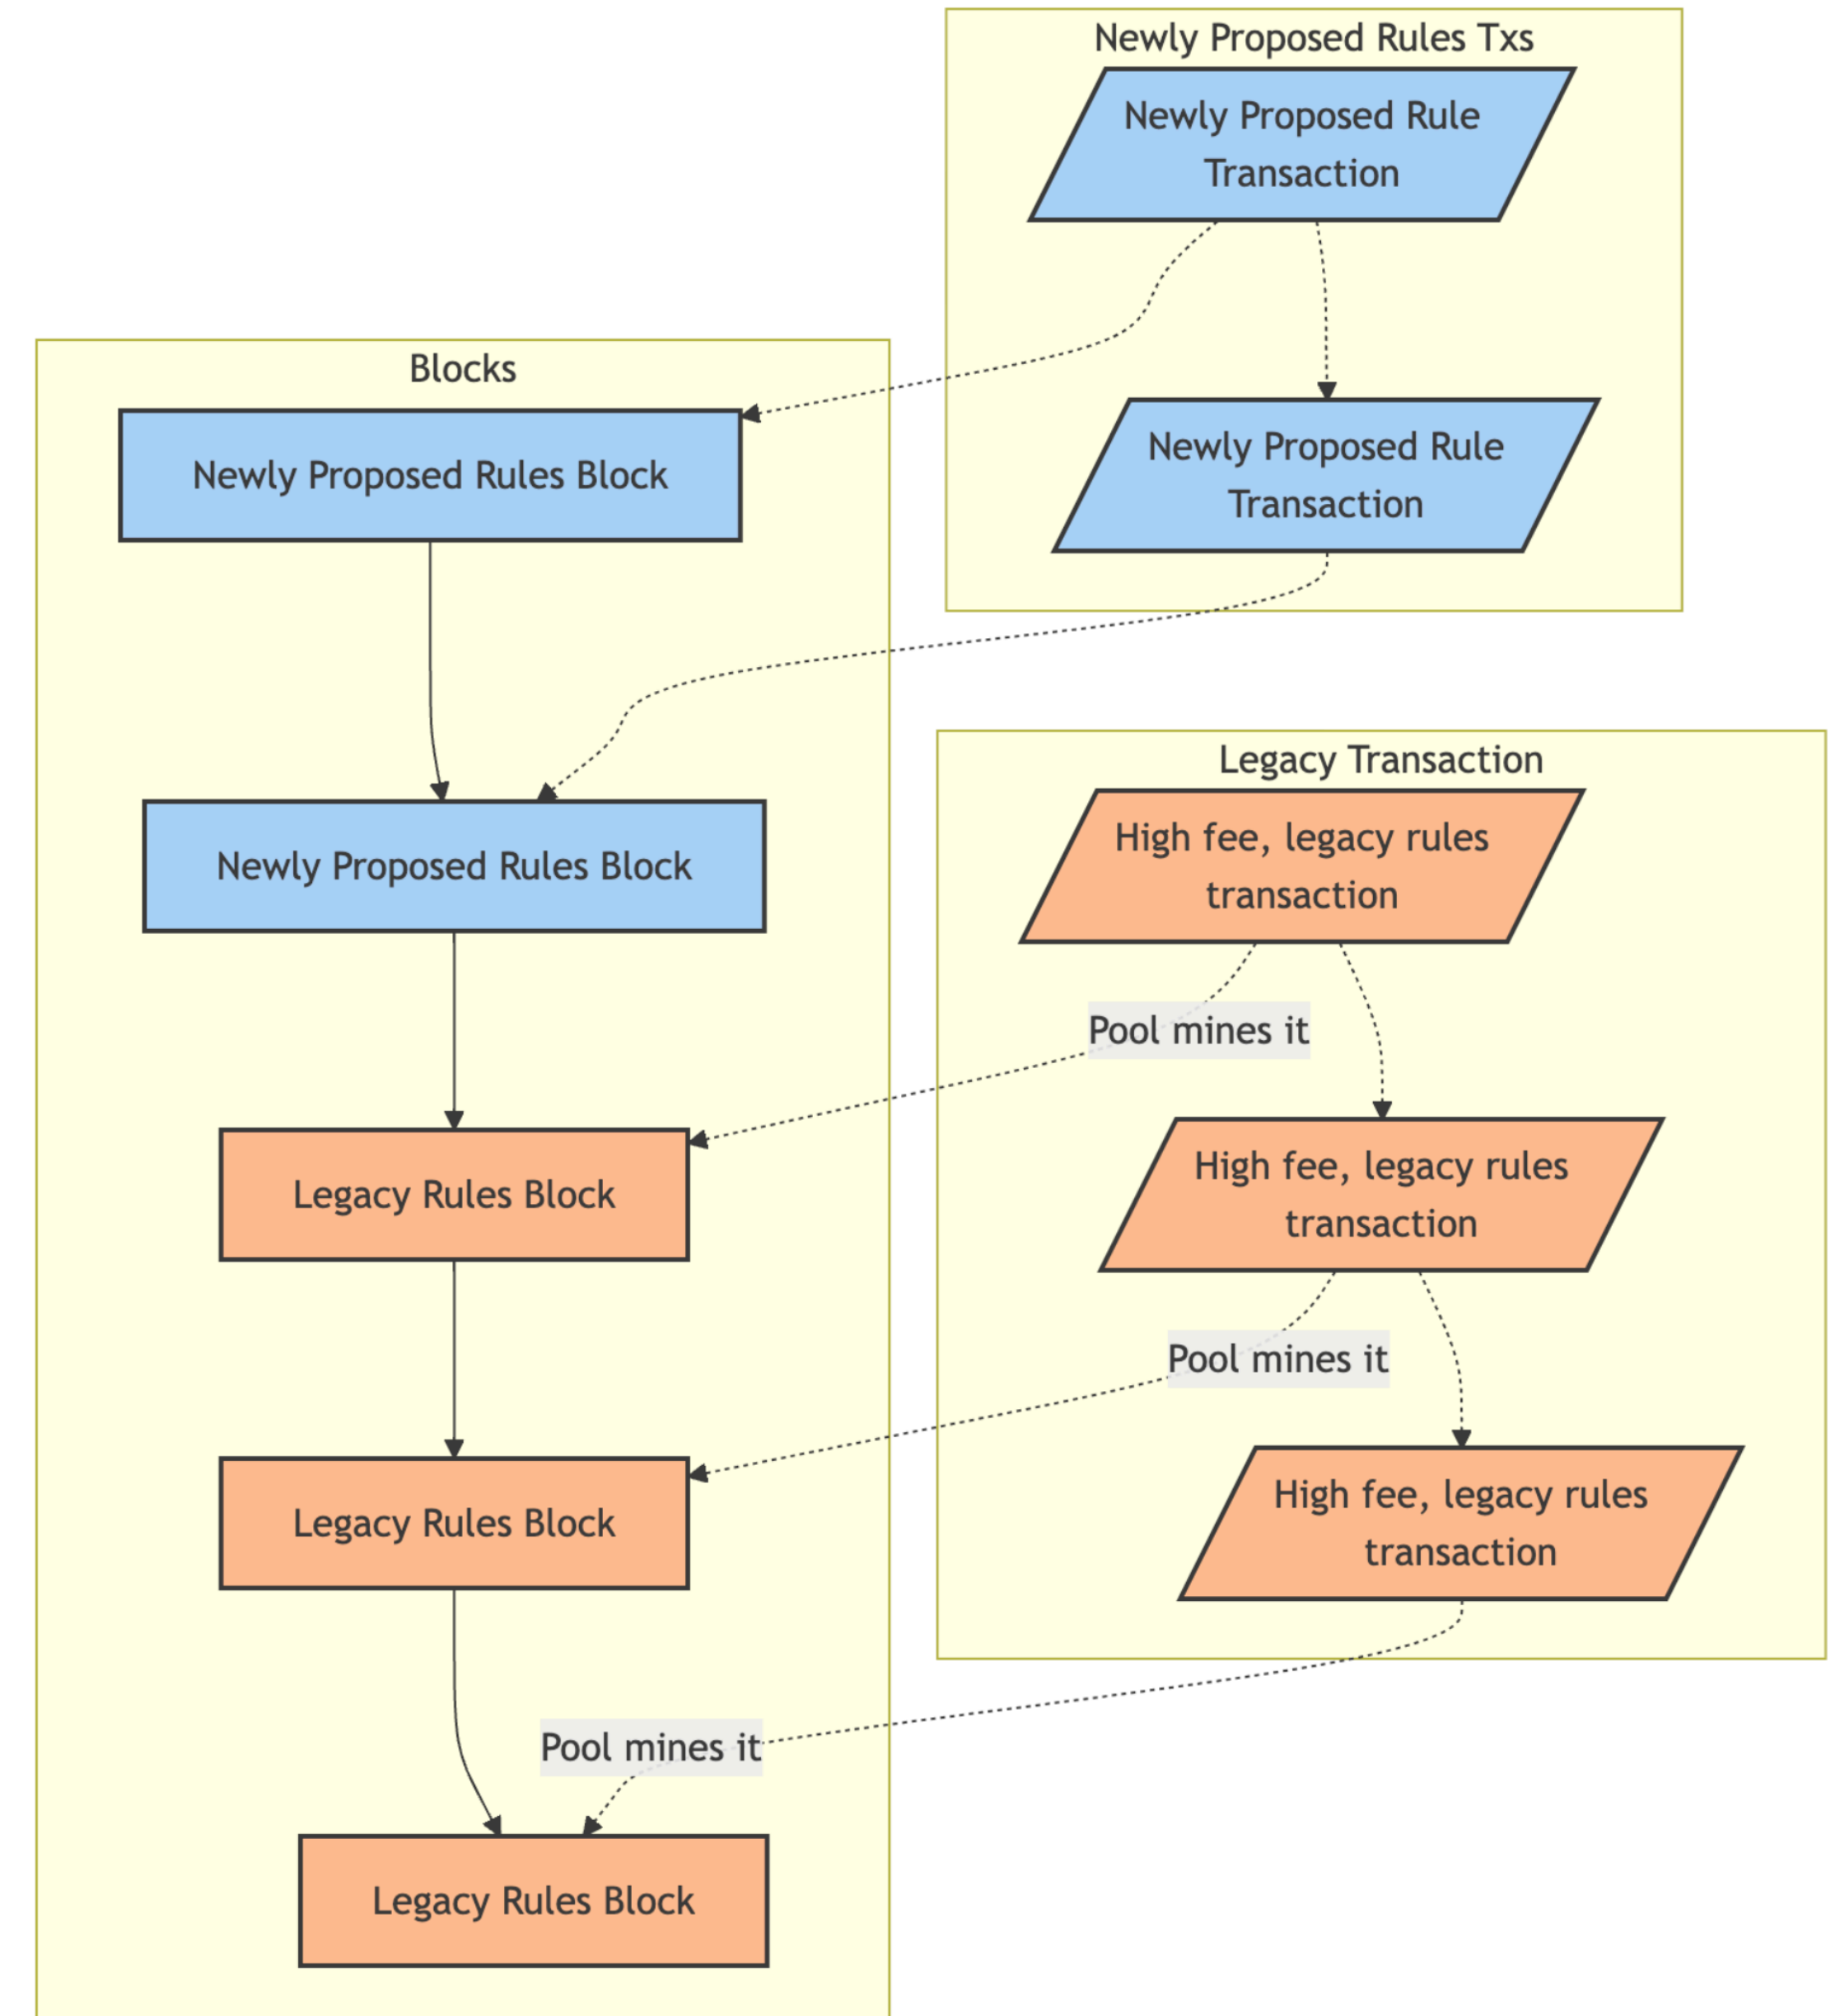 Newly Proposed Rules Txs
Newly Proposed Rule
Transaction
Blocks
Newly Proposed Rules Block
Newly Proposed Rule
Transaction
Newly Proposed Rules Block
Legacy Transaction
High fee, legacy rules
transaction
Pool mines it
Legacy Rules Block
High fee, legacy rules
transaction
Pool mines it
Legacy Rules Block
High fee, legacy rules
transaction
Pool mines it
Legacy Rules Block